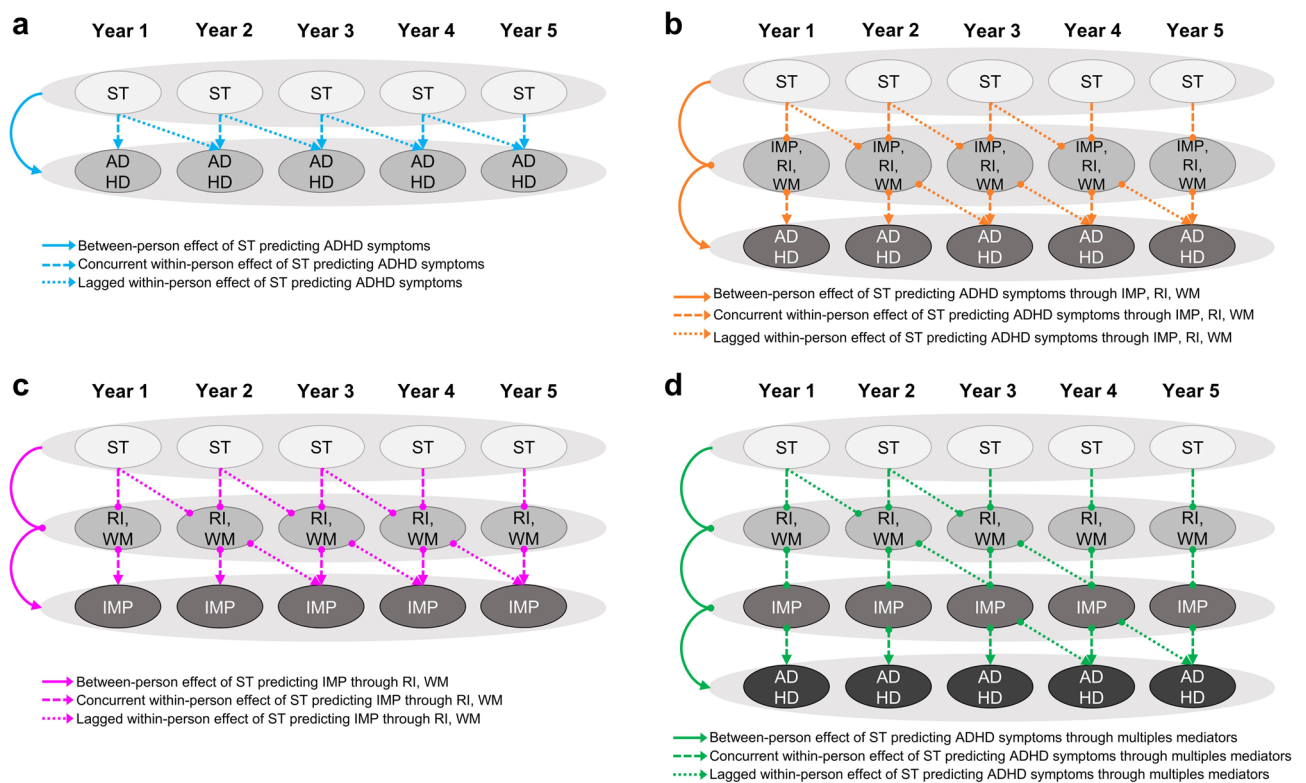 a
Year 1 Year 2 Year 3 Year 4 Year 5
ST ST ST ST ST
AD AD AD AD AD
HD HD HD HD HD
Between-person effect of ST predicting ADHD symptoms
Concurrent within-person effect of ST predicting ADHD symptoms
Lagged within-person effect of ST predicting ADHD symptoms
b
Year 1 Year 2 Year 3 Year 4 Year 5
ST ST ST ST ST
IMP, IMP, IMP, IMP, IMP,
RI, RI, RI, RI, RI,
WM WM WM WM WM
AD AD AD AD AD
HD HD HD HD HD
Between-person effect of ST predicting ADHD symptoms through IMP, RI, WM
Concurrent within-person effect of ST predicting ADHD symptoms through IMP, RI, WM
Lagged within-person effect of ST predicting ADHD symptoms through IMP, RI, WM
c
Year 1 Year 2 Year 3 Year 4 Year 5
ST ST ST ST ST
RI, RI, RI, RI, RI,
WM WM WM WM WM
IMP IMP IMP IMP IMP
Between-person effect of ST predicting IMP through RI, WM
Concurrent within-person effect of ST predicting IMP through RI, WM
Lagged within-person effect of ST predicting IMP through RI, WM
d
Year 1 Year 2 Year 3 Year 4 Year 5
ST ST ST ST ST
RI, RI, RI, RI, RI,
WM WM WM WM WM
IMP IMP IMP IMP IMP
AD AD AD AD AD
HD HD HD HD HD
Between-person effect of ST predicting ADHD symptoms through multiples mediators
Concurrent within-person effect of ST predicting ADHD symptoms through multiples mediators
Lagged within-person effect of ST predicting ADHD symptoms through multiples mediators